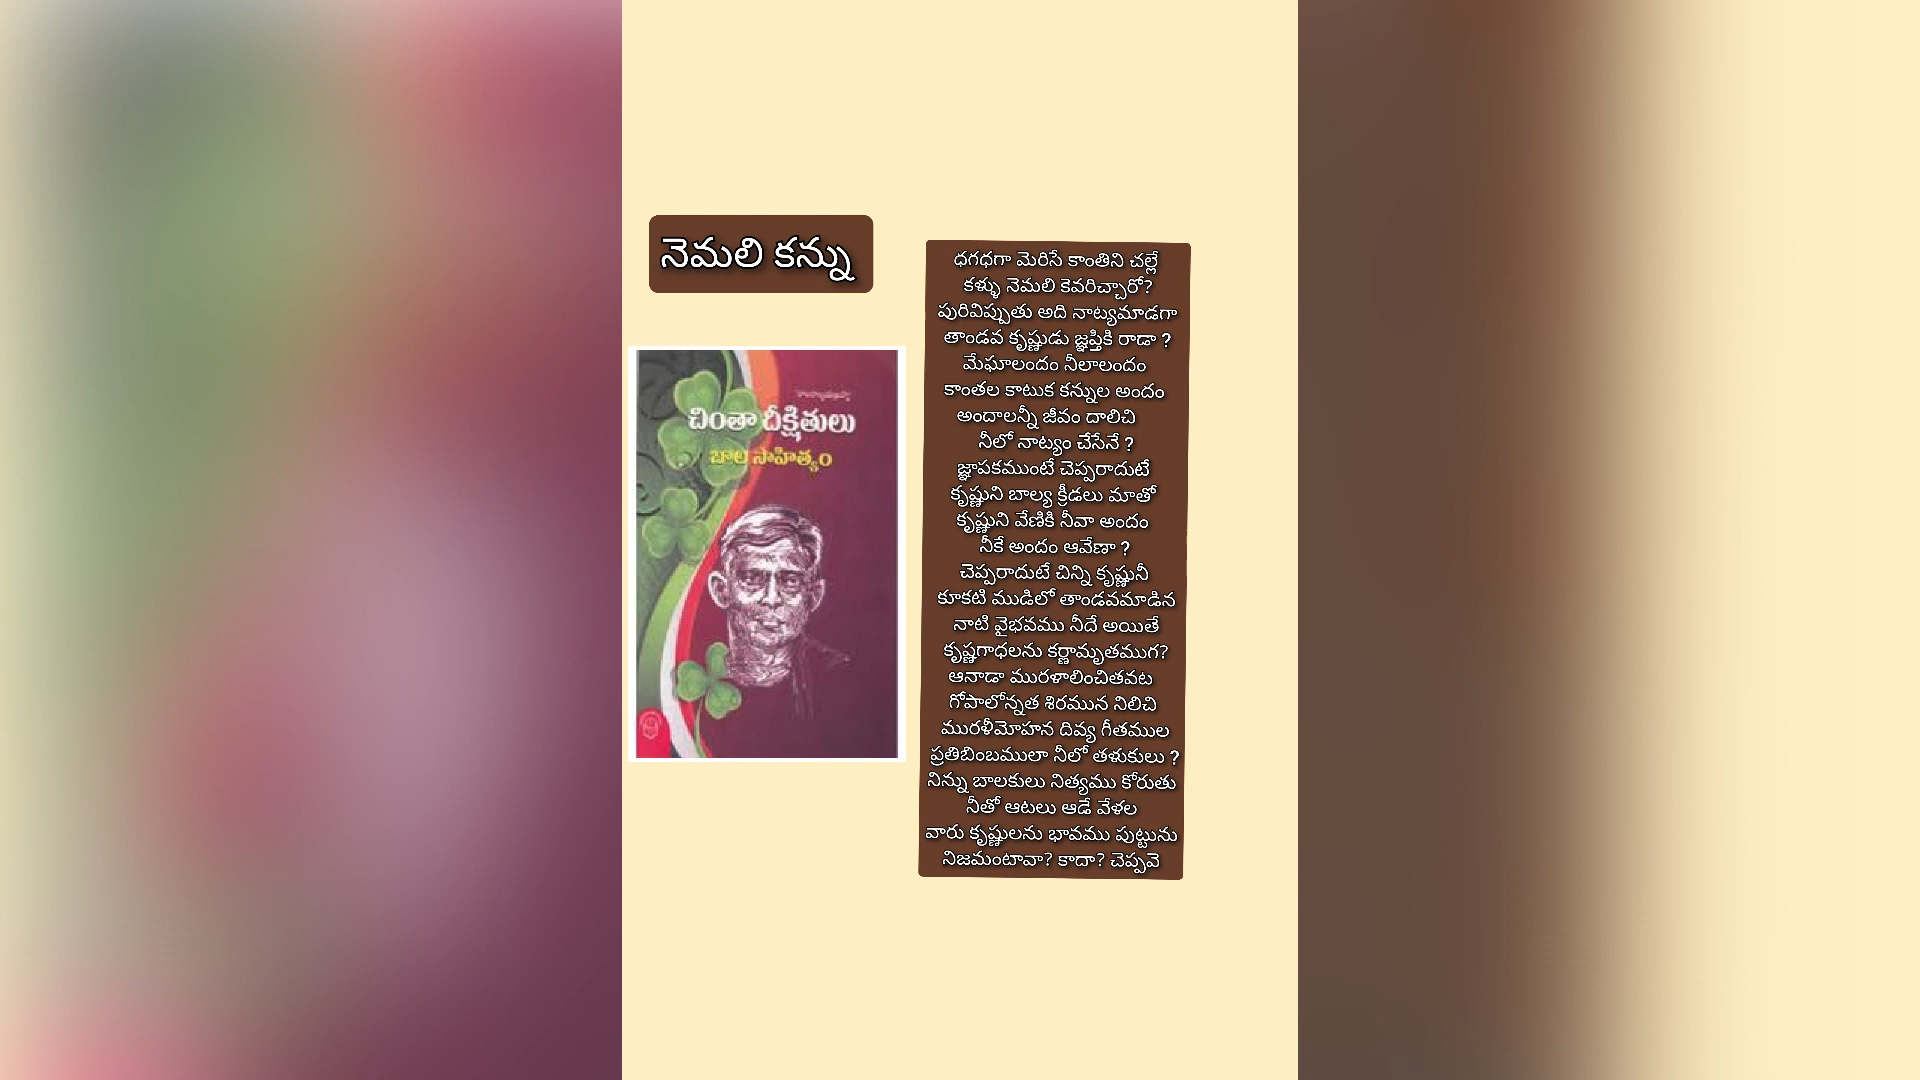 నెమలి కన్ను
చింతా దీక్షితులు
బాల సాహిత్యం
ధగధగా మెరిసే కాంతిని చల్లే
కళ్ళు నెమలి కెవరిచ్చారో?
పురివిప్పుతు అది నాట్యమాడగా
తాండవ కృష్ణుడు జ్ఞప్తికి రాడా ?
మేఘాలందం నీలాలందం
కాంతల కాటుక కన్నుల అందం
అందాలన్నీ జీవం దాలిచి
నీలో నాట్యం చేసేనే ?
జ్ఞాపకముంటే చెప్పరాదుటే
కృష్ణుని బాల్య క్రీడలు మాతో
కృష్ణుని వేణికి నీవా అందం
నీకే అందం ఆవేణా ?
చెప్పరాదుటే చిన్ని కృష్ణునీ
కూకటి ముడిలో తాండవమాడిన
నాటి వైభవము నీదే అయితే
కృష్ణగాధలను కర్ణామృతముగ?
ఆనాడా మురళాలించితవట
గోపాలోన్నత శిరమున నిలిచి
మురళీమోహన దివ్య గీతముల
ప్రతిబింబములా నీలో తళుకులు ?
నిన్ను బాలకులు నిత్యము కోరుతు
నీతో ఆటలు ఆడే వేళల
వారు కృష్ణులను భావము పుట్టును
నిజమంటావా? కాదా? చెప్పవె